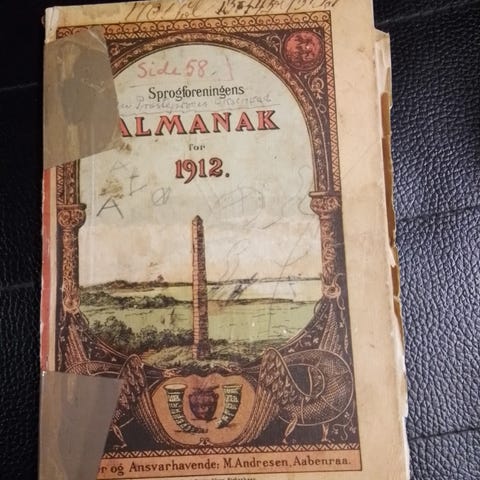 Side 58.
Sprogforeningens
ALMANAK
for
1912.
og Ansvarhavende: M. Andresen, Aabenraa.